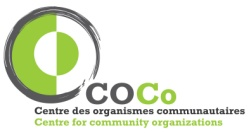 COCo
Centre des organismes communautaires
Centre for community organizations